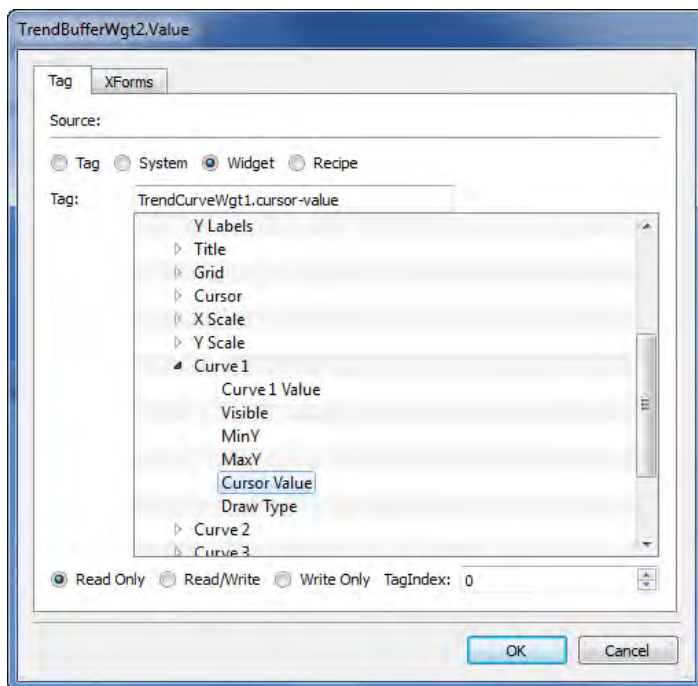 TrendBufferWgt2.Value
Tag XForms
Source:
Tag System Widget Recipe
Tag: TrendCurveWgt1.cursor-value
Y Labels
Title
Grid
Cursor
X Scale
Y Scale
Curve 1
Curve 1 Value
Visible
MinY
MaxY
Cursor Value
Draw Type
Curve 2
Curve 3
Read Only Read/Write Write Only TagIndex: 0
OK Cancel